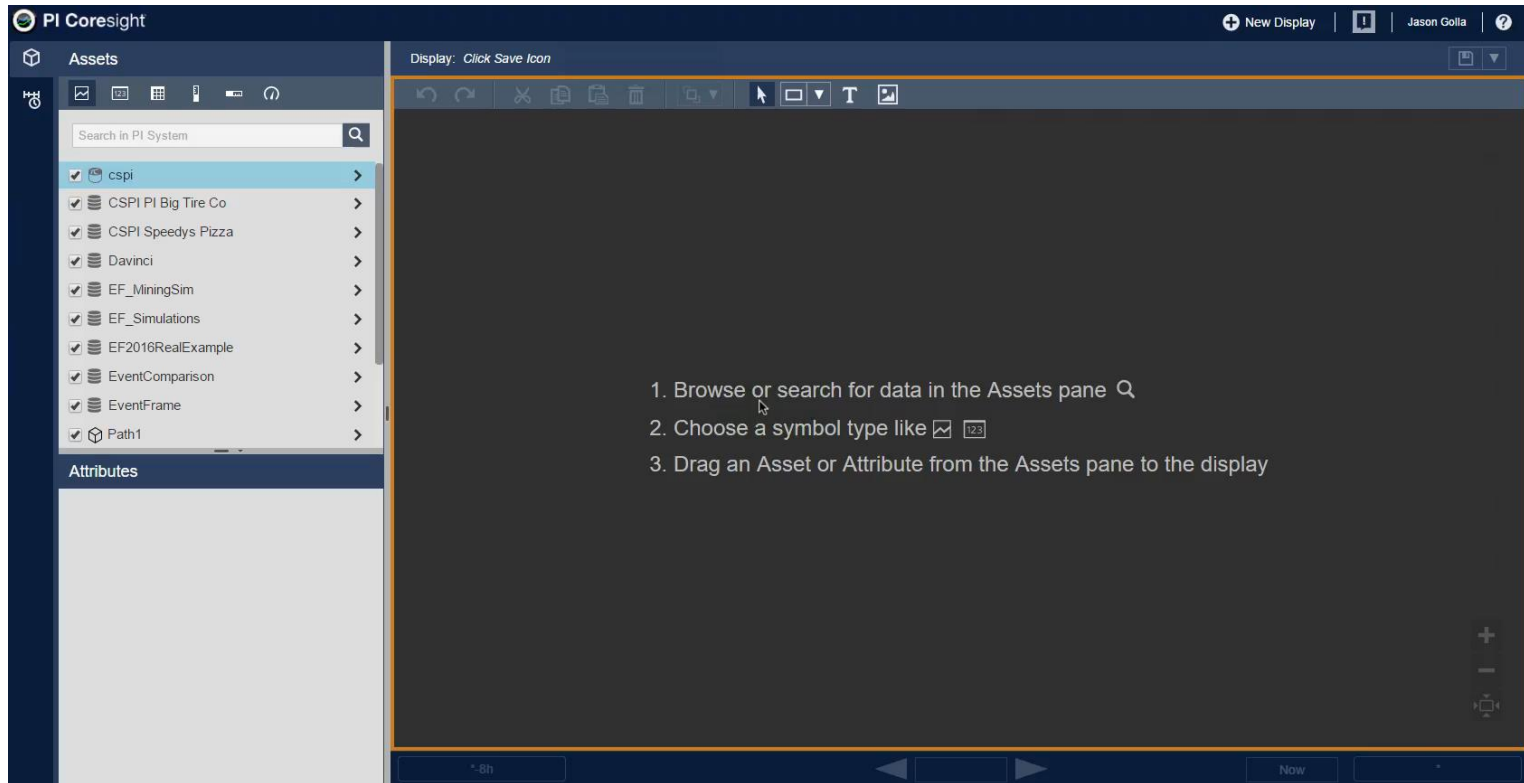 PI Coresight
New Display
Jason Golla
Assets
Display: Click Save Icon
123
T
Search in PI System
cspi
CSPI PI Big Tire Co
CSPI Speedys Pizza
Davinci
EF_MiningSim
EF_Simulations
EF2016RealExample
EventComparison
EventFrame
Path1
Attributes
1. Browse or search for data in the Assets pane
2. Choose a symbol type like 123
3. Drag an Asset or Attribute from the Assets pane to the display
*-8h
Now
*